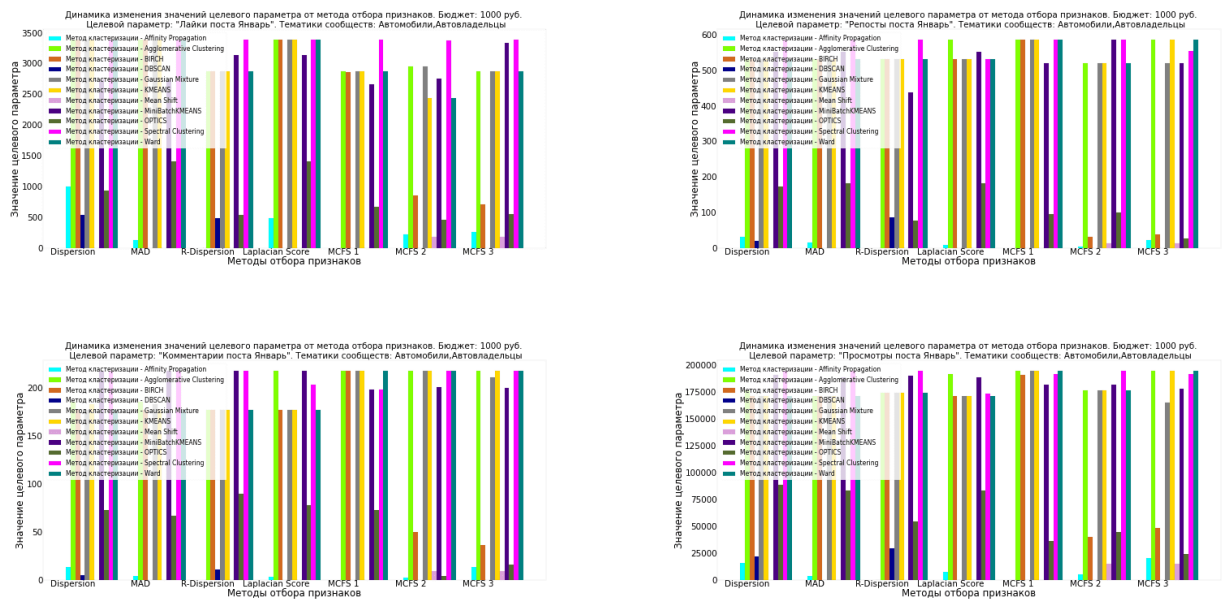 Динамика изменения значений целевого параметра от метода отбора признаков. Бюджет: 1000 руб.
Целевой параметр: "Лайки поста Январь". Тематики сообществ: Автомобили,Автовладельцы
Значение целевого параметра
3500
3000
2500
2000
1500
1000
500
0
Метод кластеризации - Affinity Propagation
Метод кластеризации - Agglomerative Clustering
Метод кластеризации - BIRCH
Метод кластеризации - DBSCAN
Метод кластеризации - Gaussian Mixture
Метод кластеризации - KMEANS
Метод кластеризации - Mean Shift
Метод кластеризации - MiniBatchKMEANS
Метод кластеризации - OPTICS
Метод кластеризации - Spectral Clustering
Метод кластеризации - Ward
Dispersion MAD R-Dispersion Laplacian Score MCFS 1 MCFS 2 MCFS 3
Методы отбора признаков
Динамика изменения значений целевого параметра от метода отбора признаков. Бюджет: 1000 руб.
Целевой параметр: "Репосты поста Январь". Тематики сообществ: Автомобили,Автовладельцы
Значение целевого параметра
600
500
400
300
200
100
0
Метод кластеризации - Affinity Propagation
Метод кластеризации - Agglomerative Clustering
Метод кластеризации - BIRCH
Метод кластеризации - DBSCAN
Метод кластеризации - Gaussian Mixture
Метод кластеризации - KMEANS
Метод кластеризации - Mean Shift
Метод кластеризации - MiniBatchKMEANS
Метод кластеризации - OPTICS
Метод кластеризации - Spectral Clustering
Метод кластеризации - Ward
Dispersion MAD R-Dispersion Laplacian Score MCFS 1 MCFS 2 MCFS 3
Методы отбора признаков
Динамика изменения значений целевого параметра от метода отбора признаков. Бюджет: 1000 руб.
Целевой параметр: "Комментарии поста Январь". Тематики сообществ: Автомобили,Автовладельцы
Значение целевого параметра
200
150
100
50
0
Метод кластеризации - Affinity Propagation
Метод кластеризации - Agglomerative Clustering
Метод кластеризации - BIRCH
Метод кластеризации - DBSCAN
Метод кластеризации - Gaussian Mixture
Метод кластеризации - KMEANS
Метод кластеризации - Mean Shift
Метод кластеризации - MiniBatchKMEANS
Метод кластеризации - OPTICS
Метод кластеризации - Spectral Clustering
Метод кластеризации - Ward
Dispersion MAD R-Dispersion Laplacian Score MCFS 1 MCFS 2 MCFS 3
Методы отбора признаков
Динамика изменения значений целевого параметра от метода отбора признаков. Бюджет: 1000 руб.
Целевой параметр: "Просмотры поста Январь". Тематики сообществ: Автомобили,Автовладельцы
Значение целевого параметра
200000
175000
150000
125000
100000
75000
50000
25000
0
Метод кластеризации - Affinity Propagation
Метод кластеризации - Agglomerative Clustering
Метод кластеризации - BIRCH
Метод кластеризации - DBSCAN
Метод кластеризации - Gaussian Mixture
Метод кластеризации - KMEANS
Метод кластеризации - Mean Shift
Метод кластеризации - MiniBatchKMEANS
Метод кластеризации - OPTICS
Метод кластеризации - Spectral Clustering
Метод кластеризации - Ward
Dispersion MAD R-Dispersion Laplacian Score MCFS 1 MCFS 2 MCFS 3
Методы отбора признаков